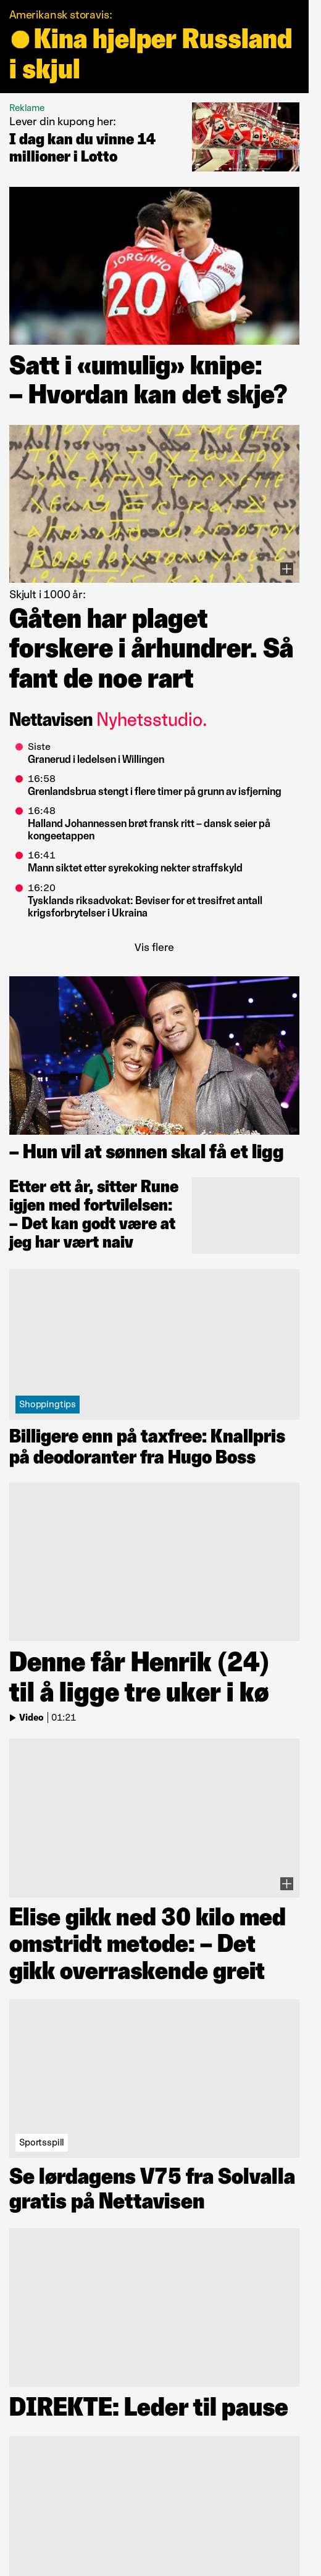 Amerikansk storavis:
Kina hjelper Russland
i skjul
Reklame
Lever din kupong her:
I dag kan du vinne 14
millioner i Lotto
JORGINHO
20
Satt i «umulig» knipe:
– Hvordan kan det skje?
Skjult i 1000 år:
Gåten har plaget
forskere i århundrer. Så
fant de noe rart
Nettavisen Nyhetsstudio.
Siste
Granerud i ledelsen i Willingen
16:58
Grenlandsbrua stengt i flere timer på grunn av isfjerning
16:48
Halland Johannessen brøt fransk ritt – dansk seier på
kongeetappen
16:41
Mann siktet etter syrekoking nekter straffskyld
16:20
Tysklands riksadvokat: Beviser for et tresifret antall
krigsforbrytelser i Ukraina
Vis flere
– Hun vil at sønnen skal få et ligg
Etter ett år, sitter Rune
igjen med fortvilelsen:
– Det kan godt være at
jeg har vært naiv
Shoppingtips
Billigere enn på taxfree: Knallpris
på deodoranter fra Hugo Boss
Denne får Henrik (24)
til å ligge tre uker i kø
Video | 01:21
Elise gikk ned 30 kilo med
omstridt metode: – Det
gikk overraskende greit
Sportsspill
Se lørdagens V75 fra Solvalla
gratis på Nettavisen
DIREKTE: Leder til pause